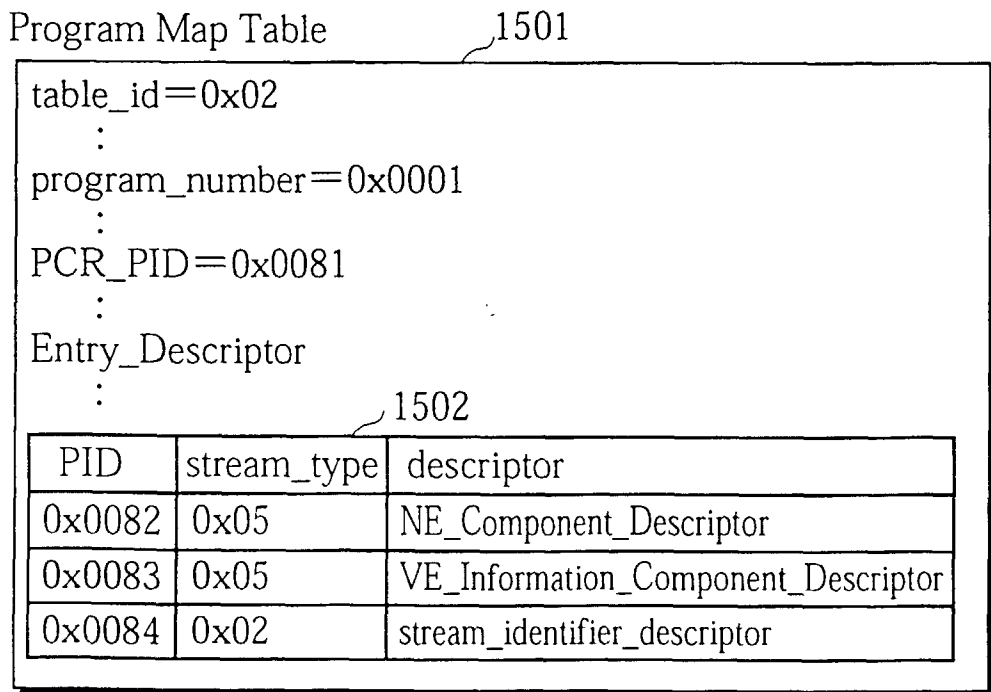 Program Map Table 1501
table_id=0x02
⋮
program_number=0x0001
⋮
PCR_PID=0x0081
⋮
Entry_Descriptor
⋮
1502
PID stream_type descriptor
0x0082 0x05 NE_Component_Descriptor
0x0083 0x05 VE_Information_Component_Descriptor
0x0084 0x02 stream_identifier_descriptor